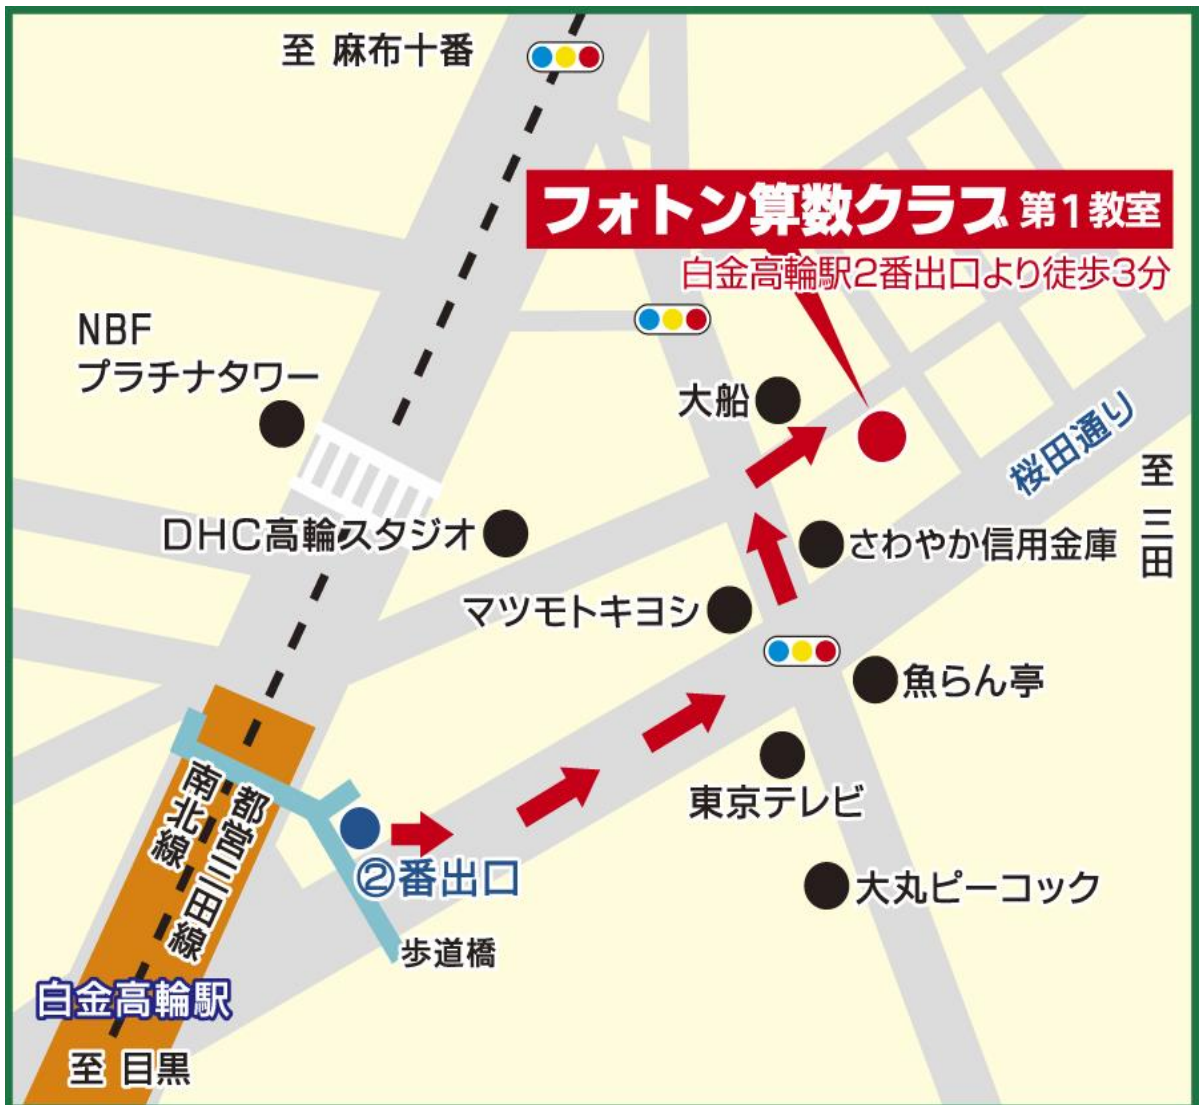 至 麻布十番
フォトン算数クラブ 第1教室
白金高輪駅2番出口より徒歩3分
NBF
プラチナタワー
大船
桜田通り
至 三田
DHC高輪スタジオ
さわやか信用金庫
マツモトキヨシ
魚らん亭
東京テレビ
南北線
都営三田線
②番出口
大丸ピーコック
歩道橋
白金高輪駅
至 目黒